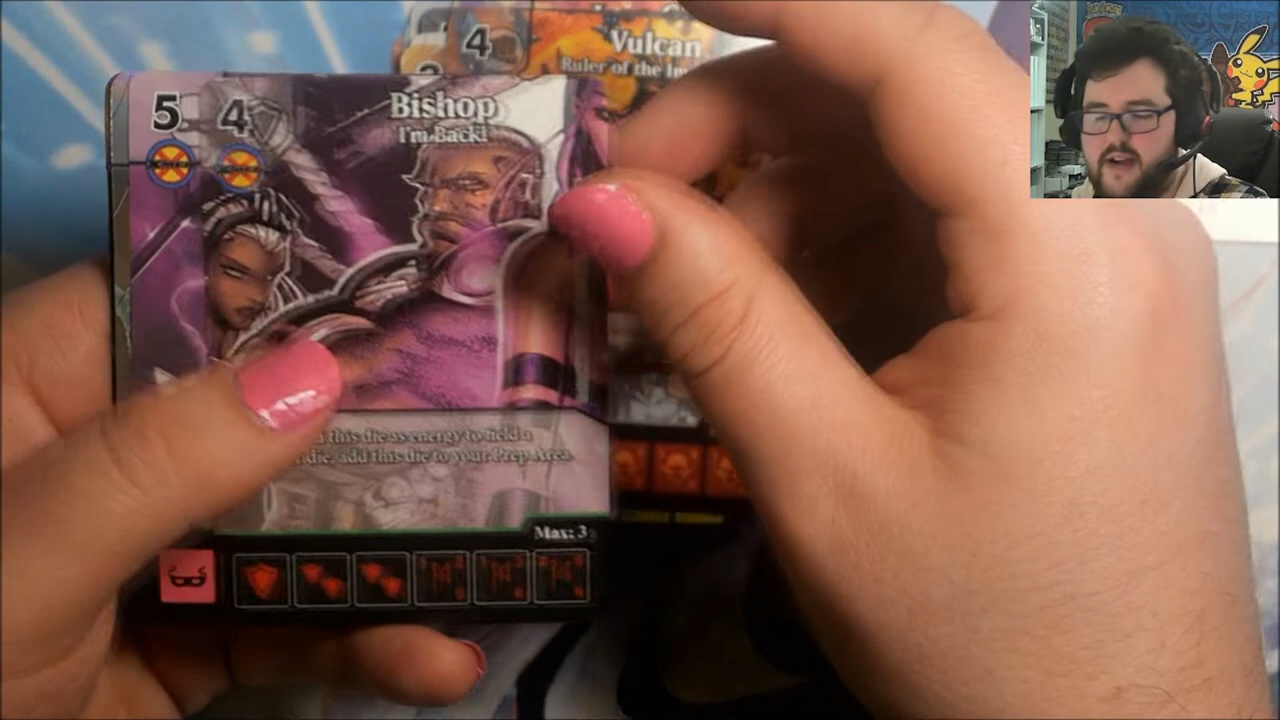 4
Vulcan
Ruler of the
5 4
Bishop
I'm Back!
X-MEN
this die as energy to field a
die, add this die to your Prep Area.
Max: 3